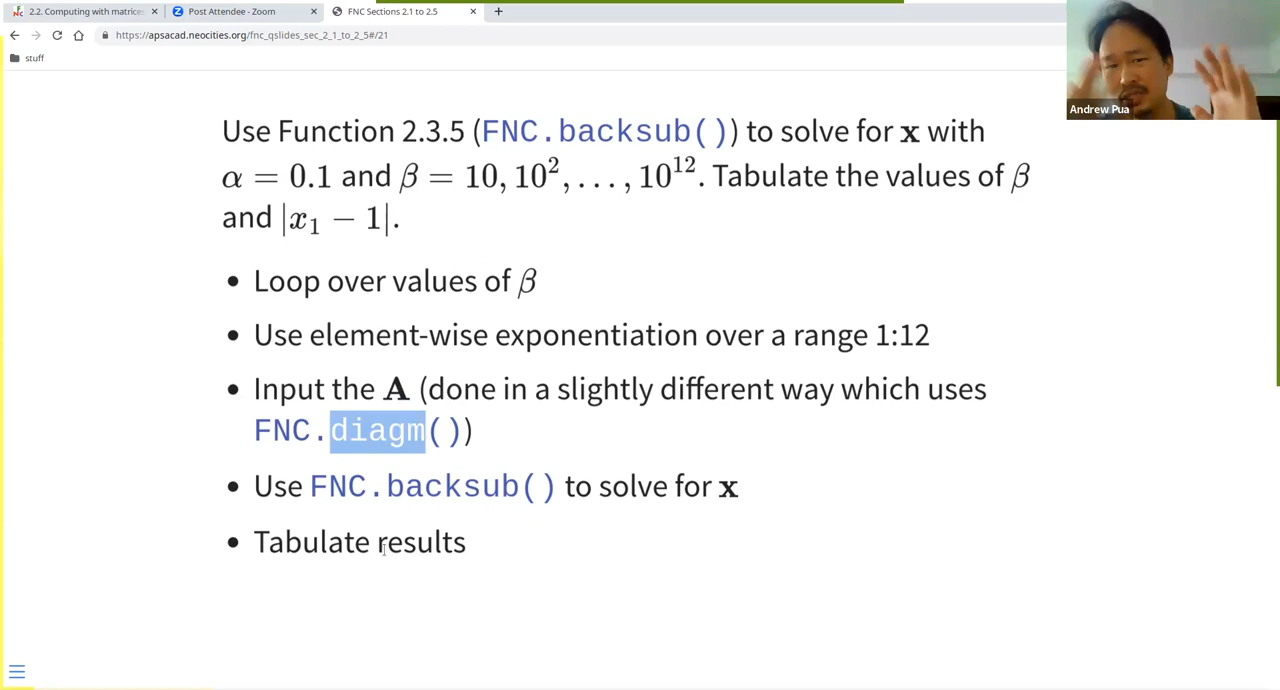 2.2. Computing with matrices
Post Attendee - Zoom
FNC Sections 2.1 to 2.5
https://apsacad.neocities.org/fnc_qslides_sec_2_1_to_2_5#/21
stuff
Andrew Pua
Use Function 2.3.5 (FNC.backsub()) to solve for x with
α = 0.1 and β = 10, 10², …, 10¹². Tabulate the values of β
and |x₁ − 1|.
• Loop over values of β
• Use element-wise exponentiation over a range 1:12
• Input the A (done in a slightly different way which uses
FNC.diagm())
• Use FNC.backsub() to solve for x
• Tabulate results